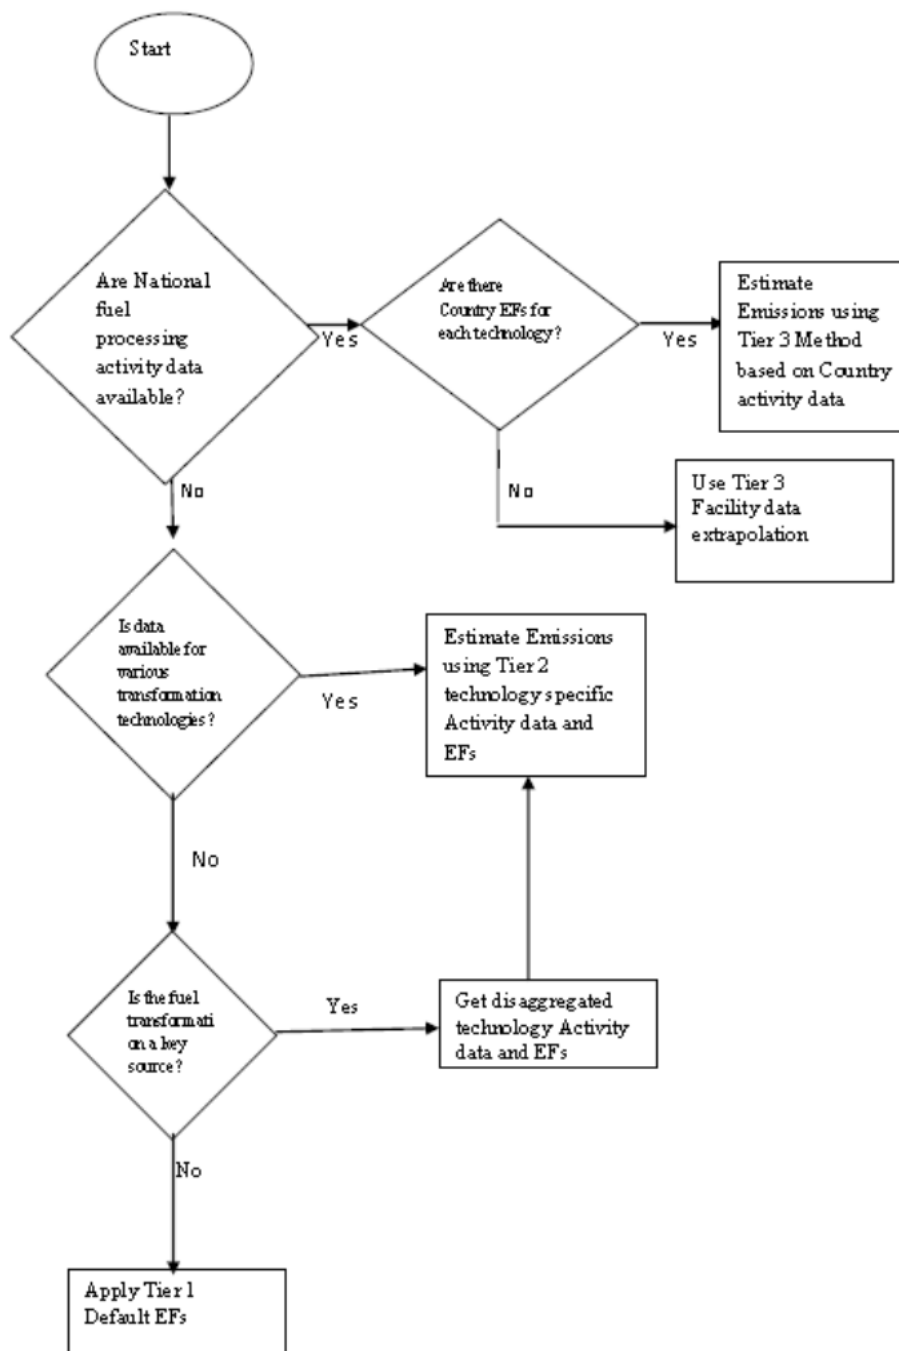 Start
Are National
fuel
processing
activity data
available?
Yes
Are there
Country EFs for
each technology?
Yes
Estimate
Emissions using
Tier 3 Method
based on Country
activity data
No
No
Use Tier 3
Facility data
extrapolation
Is data
available for
various
transformation
technologies?
Yes
Estimate Emissions
using Tier 2
technology specific
Activity data and
EFs
No
Is the fuel
transformati
on a key
source?
Yes
Get disaggregated
technology Activity
data and EFs
No
Apply Tier 1
Default EFs